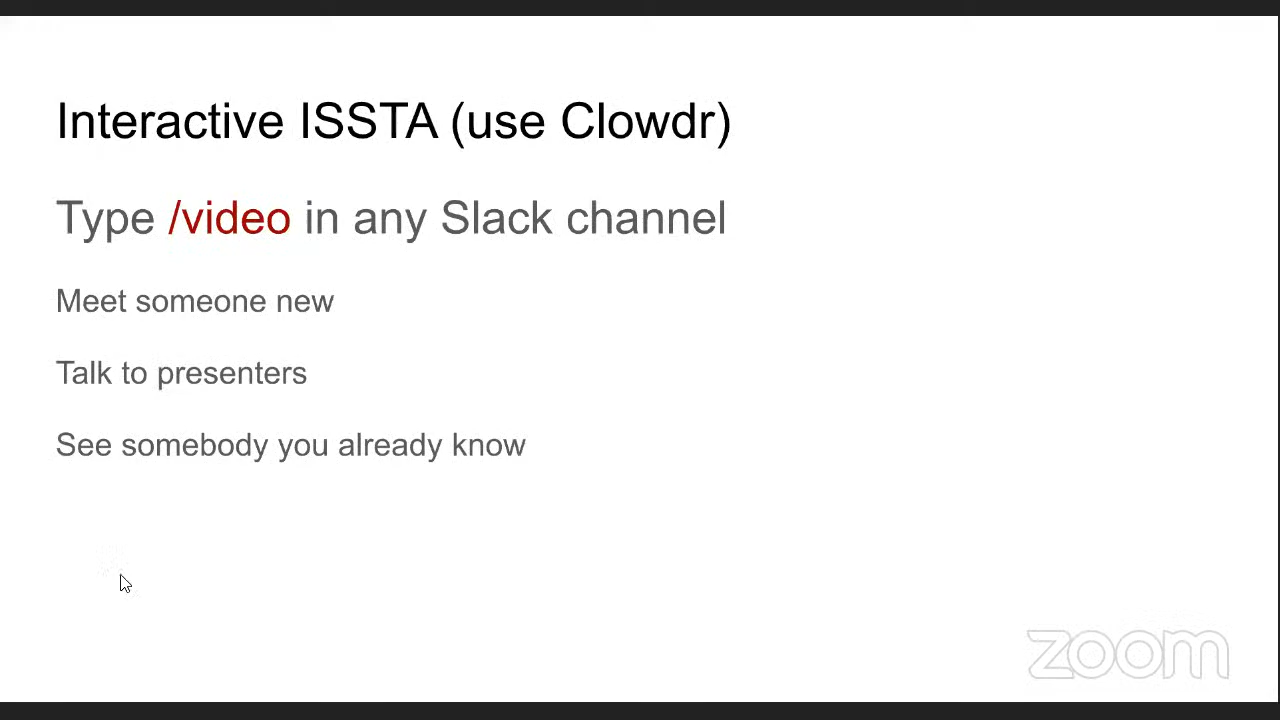 Interactive ISSTA (use Clowdr)
Type /video in any Slack channel
Meet someone new
Talk to presenters
See somebody you already know
zoom